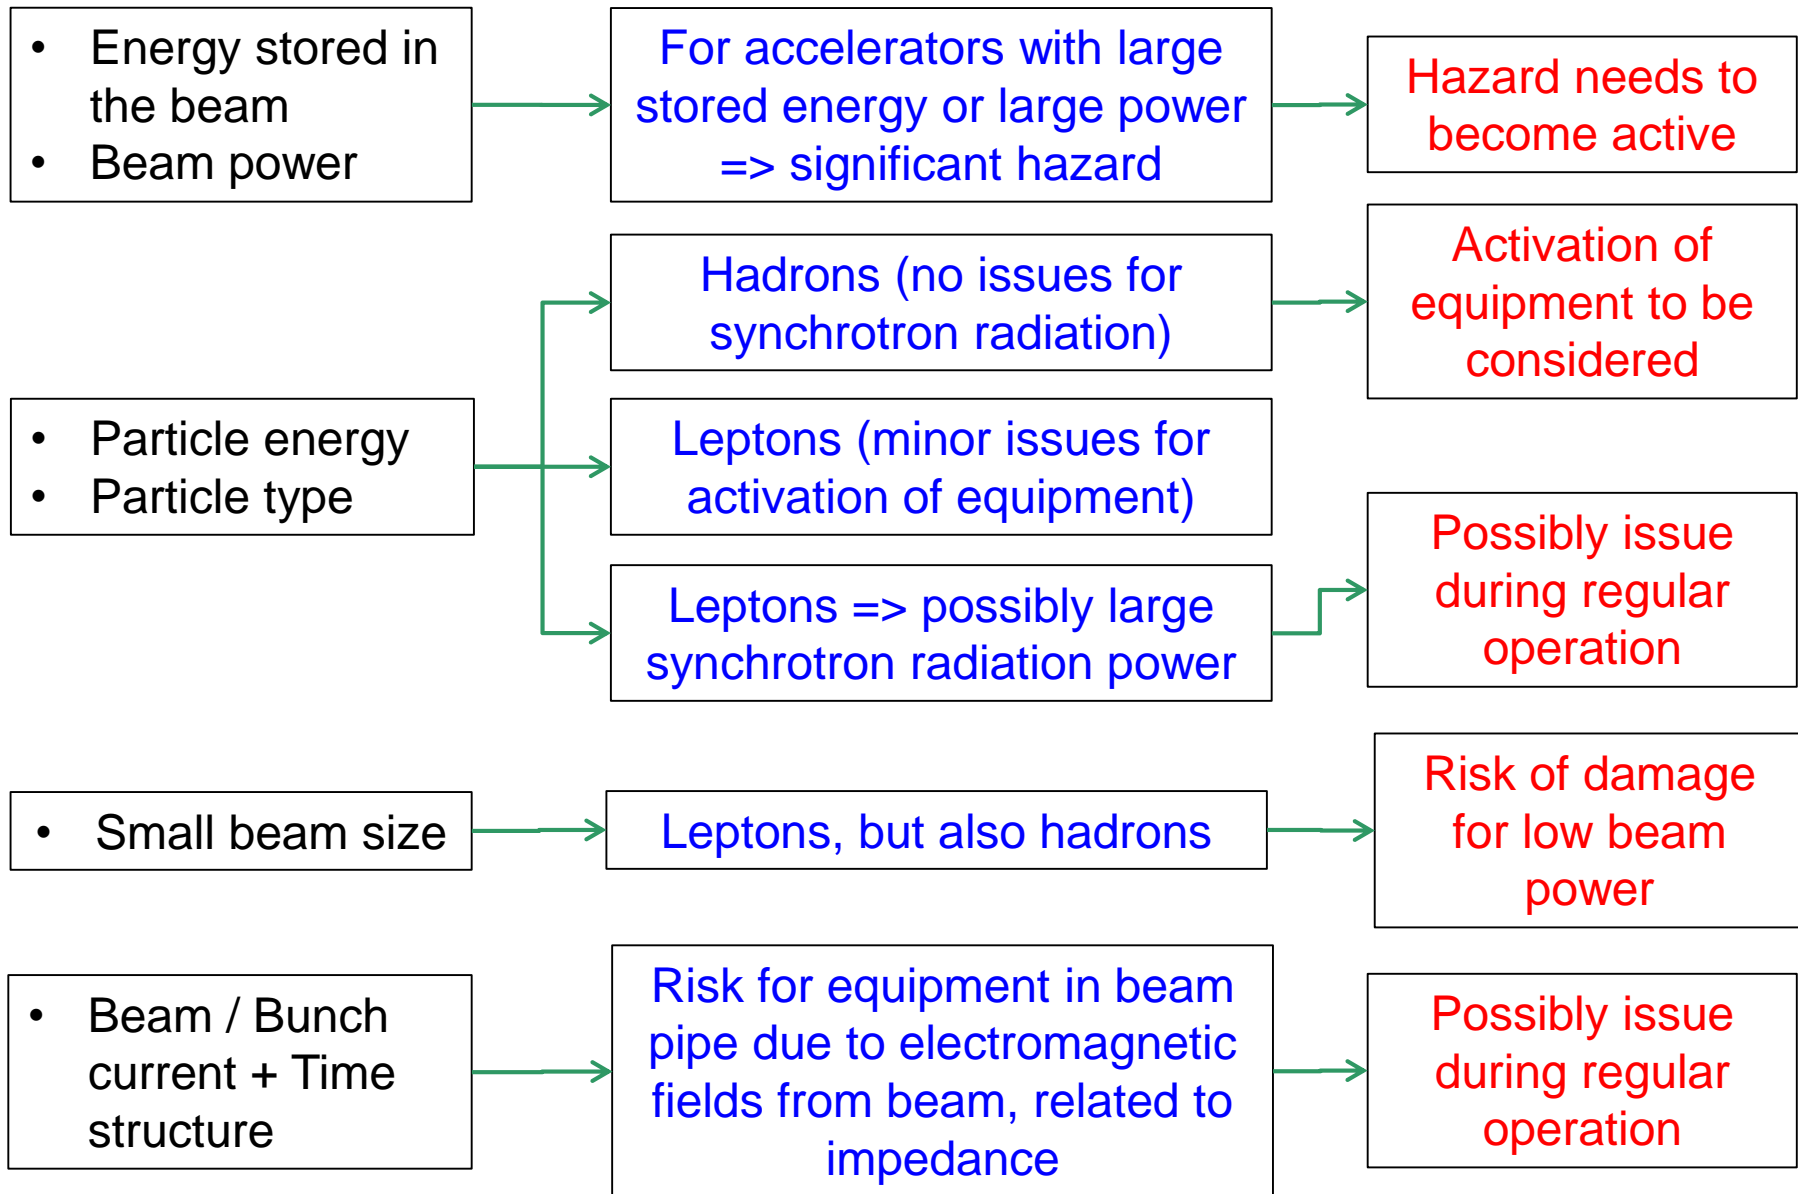 • Energy stored in
the beam
• Beam power
For accelerators with large
stored energy or large power
=> significant hazard
Hazard needs to
become active
Hadrons (no issues for
synchrotron radiation)
Activation of
equipment to be
considered
• Particle energy
• Particle type
Leptons (minor issues for
activation of equipment)
Leptons => possibly large
synchrotron radiation power
Possibly issue
during regular
operation
• Small beam size
Leptons, but also hadrons
Risk of damage
for low beam
power
• Beam / Bunch
current + Time
structure
Risk for equipment in beam
pipe due to electromagnetic
fields from beam, related to
impedance
Possibly issue
during regular
operation